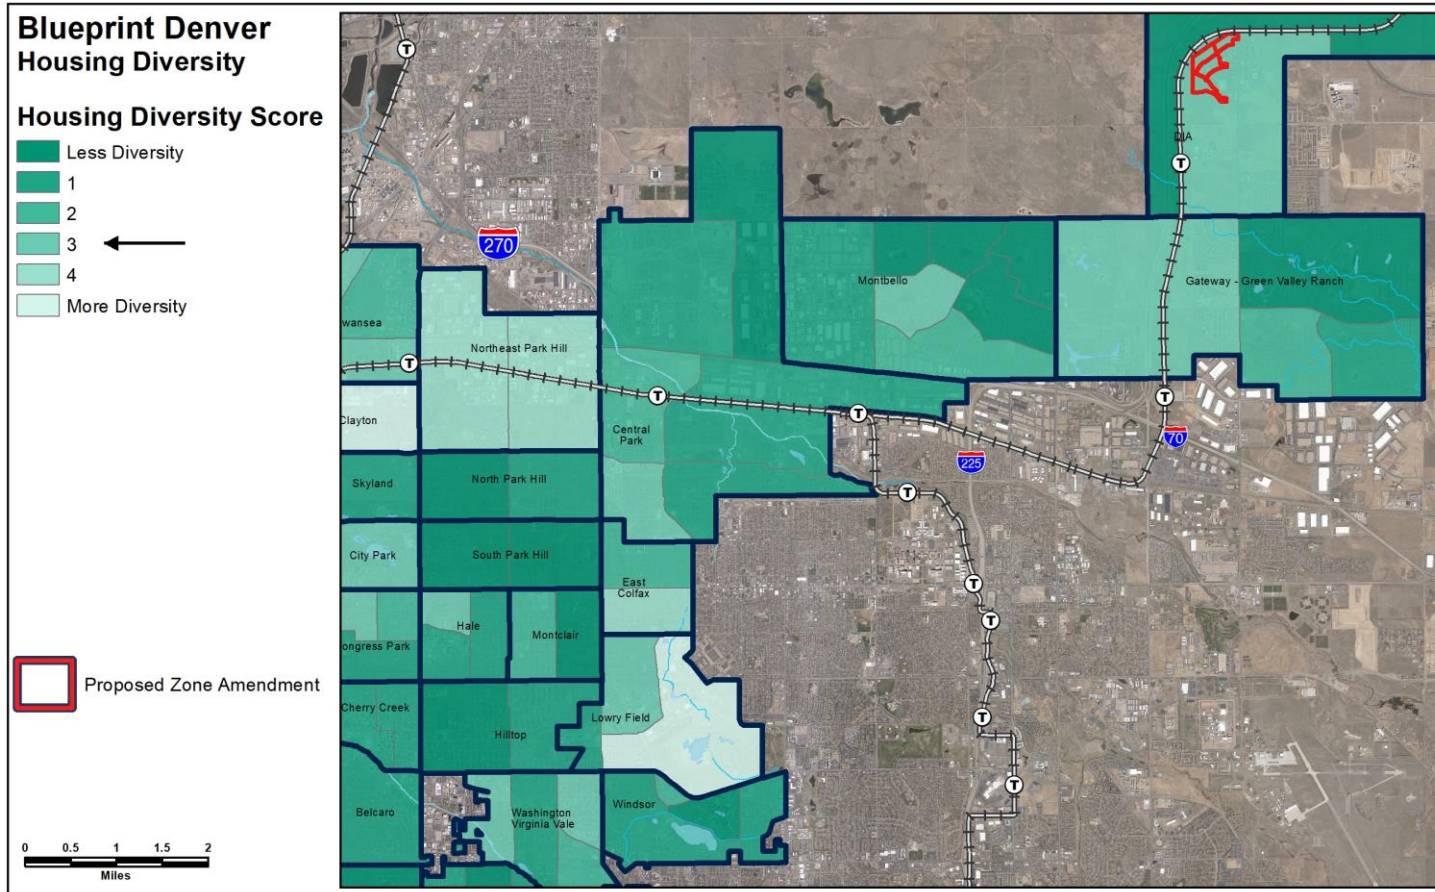 Blueprint Denver
Housing Diversity
Housing Diversity Score
Less Diversity
1
2
3
4
More Diversity
Proposed Zone Amendment
0 0.5 1 1.5 2
Miles
T
DIA
T
270
Montbello
Gateway - Green Valley Ranch
wansea
Northeast Park Hill
T
T
T
T
Clayton
Central
Park
70
225
Skyland
North Park Hill
T
City Park
South Park Hill
East
Colfax
T
Hale
Montclair
T
ongress Park
Cherry Creek
Lowry Field
T
Hilltop
T
Belcaro
Washington
Virginia Vale
Windsor